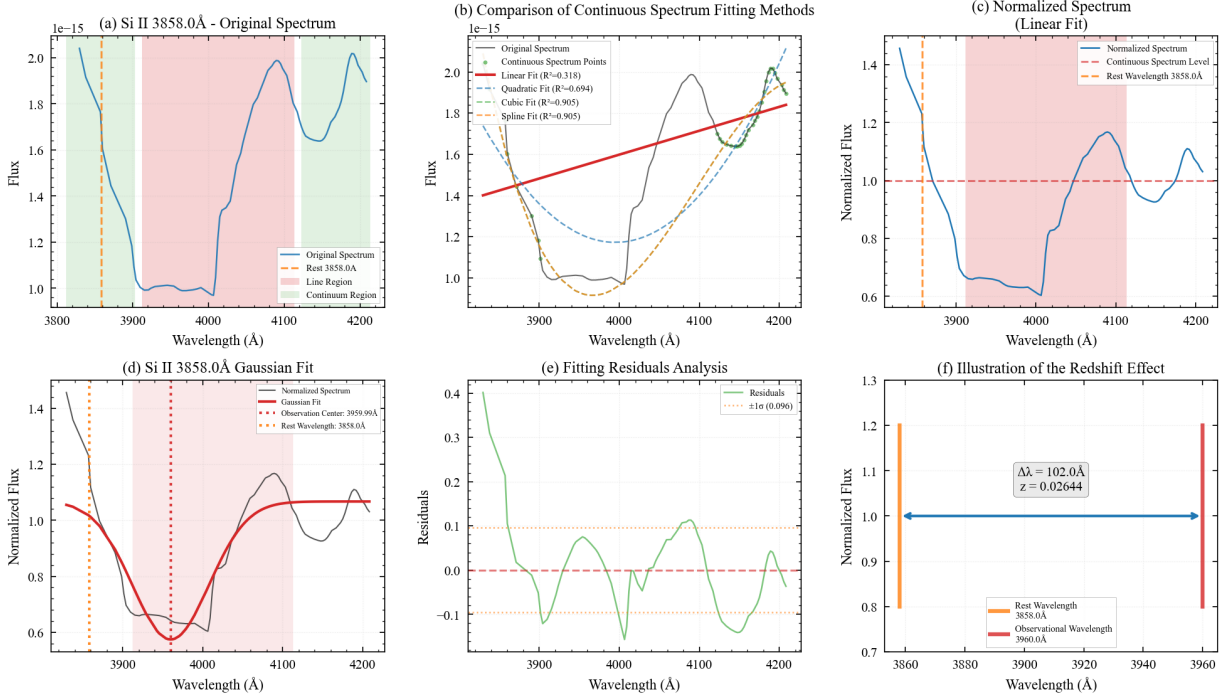 (a) Si II 3858.0Å - Original Spectrum
2.0
1.8
1.6
1.4
1.2
1.0
1e−15
Flux
Original Spectrum
Rest 3858.0A
Line Region
Continuum Region
3800
3900
4000
4100
4200
Wavelength (Å)
(b) Comparison of Continuous Spectrum Fitting Methods
1e−15
2.2
2.0
1.8
1.6
1.4
1.2
1.0
Flux
Original Spectrum
Continuous Spectrum Points
Linear Fit (R²=0.318)
Quadratic Fit (R²=0.694)
Cubic Fit (R²=0.905)
Spline Fit (R²=0.905)
3900
4000
4100
4200
Wavelength (Å)
(c) Normalized Spectrum
(Linear Fit)
1.4
1.2
1.0
0.8
0.6
Normalized Flux
Normalized Spectrum
Continuous Spectrum Level
Rest Wavelength 3858.0Å
3900
4000
4100
4200
Wavelength (Å)
(d) Si II 3858.0Å Gaussian Fit
1.4
1.2
1.0
0.8
0.6
Normalized Flux
Normalized Spectrum
Gaussian Fit
Observation Center: 3959.99Å
Rest Wavelength: 3858.0Å
3900
4000
4100
4200
Wavelength (Å)
(e) Fitting Residuals Analysis
0.4
0.3
0.2
0.1
0.0
−0.1
Residuals
Residuals
±1σ (0.096)
3900
4000
4100
4200
Wavelength (Å)
(f) Illustration of the Redshift Effect
1.3
1.2
1.1
1.0
0.9
0.8
0.7
Normalized Flux
Δλ = 102.0Å
z = 0.02644
Rest Wavelength
3858.0Å
Observational Wavelength
3960.0Å
3860
3880
3900
3920
3940
3960
Wavelength (Å)